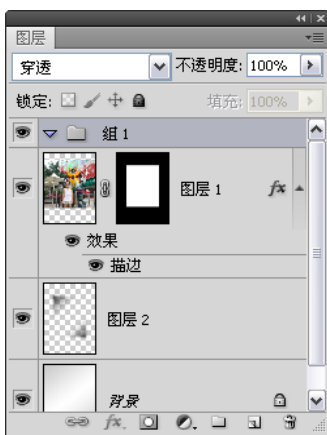 图层
穿透 不透明度: 100%
锁定: 填充: 100%
组 1
图层 1 fx
效果
描边
图层 2
背景
fx.